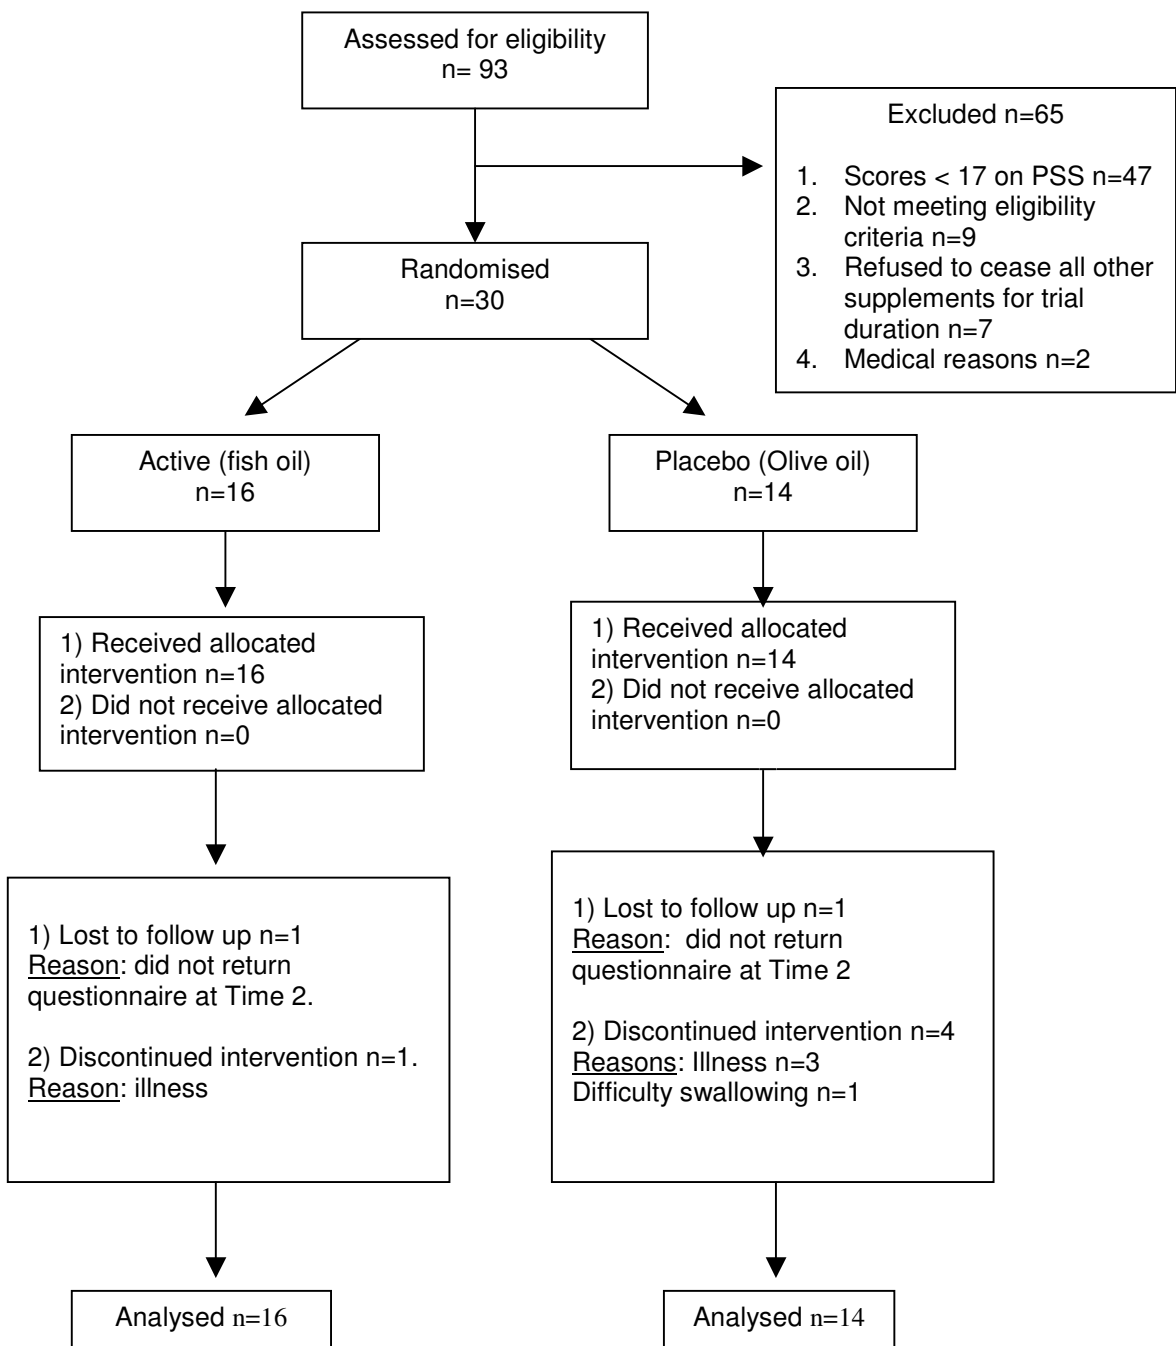 Assessed for eligibility
n= 93
Excluded n=65
1. Scores < 17 on PSS n=47
2. Not meeting eligibility
criteria n=9
3. Refused to cease all other
supplements for trial
duration n=7
4. Medical reasons n=2
Randomised
n=30
Active (fish oil)
n=16
Placebo (Olive oil)
n=14
1) Received allocated
intervention n=16
2) Did not receive allocated
intervention n=0
1) Received allocated
intervention n=14
2) Did not receive allocated
intervention n=0
1) Lost to follow up n=1
Reason: did not return
questionnaire at Time 2.
2) Discontinued intervention n=1.
Reason: illness
1) Lost to follow up n=1
Reason: did not return
questionnaire at Time 2
2) Discontinued intervention n=4
Reasons: Illness n=3
Difficulty swallowing n=1
Analysed n=16
Analysed n=14